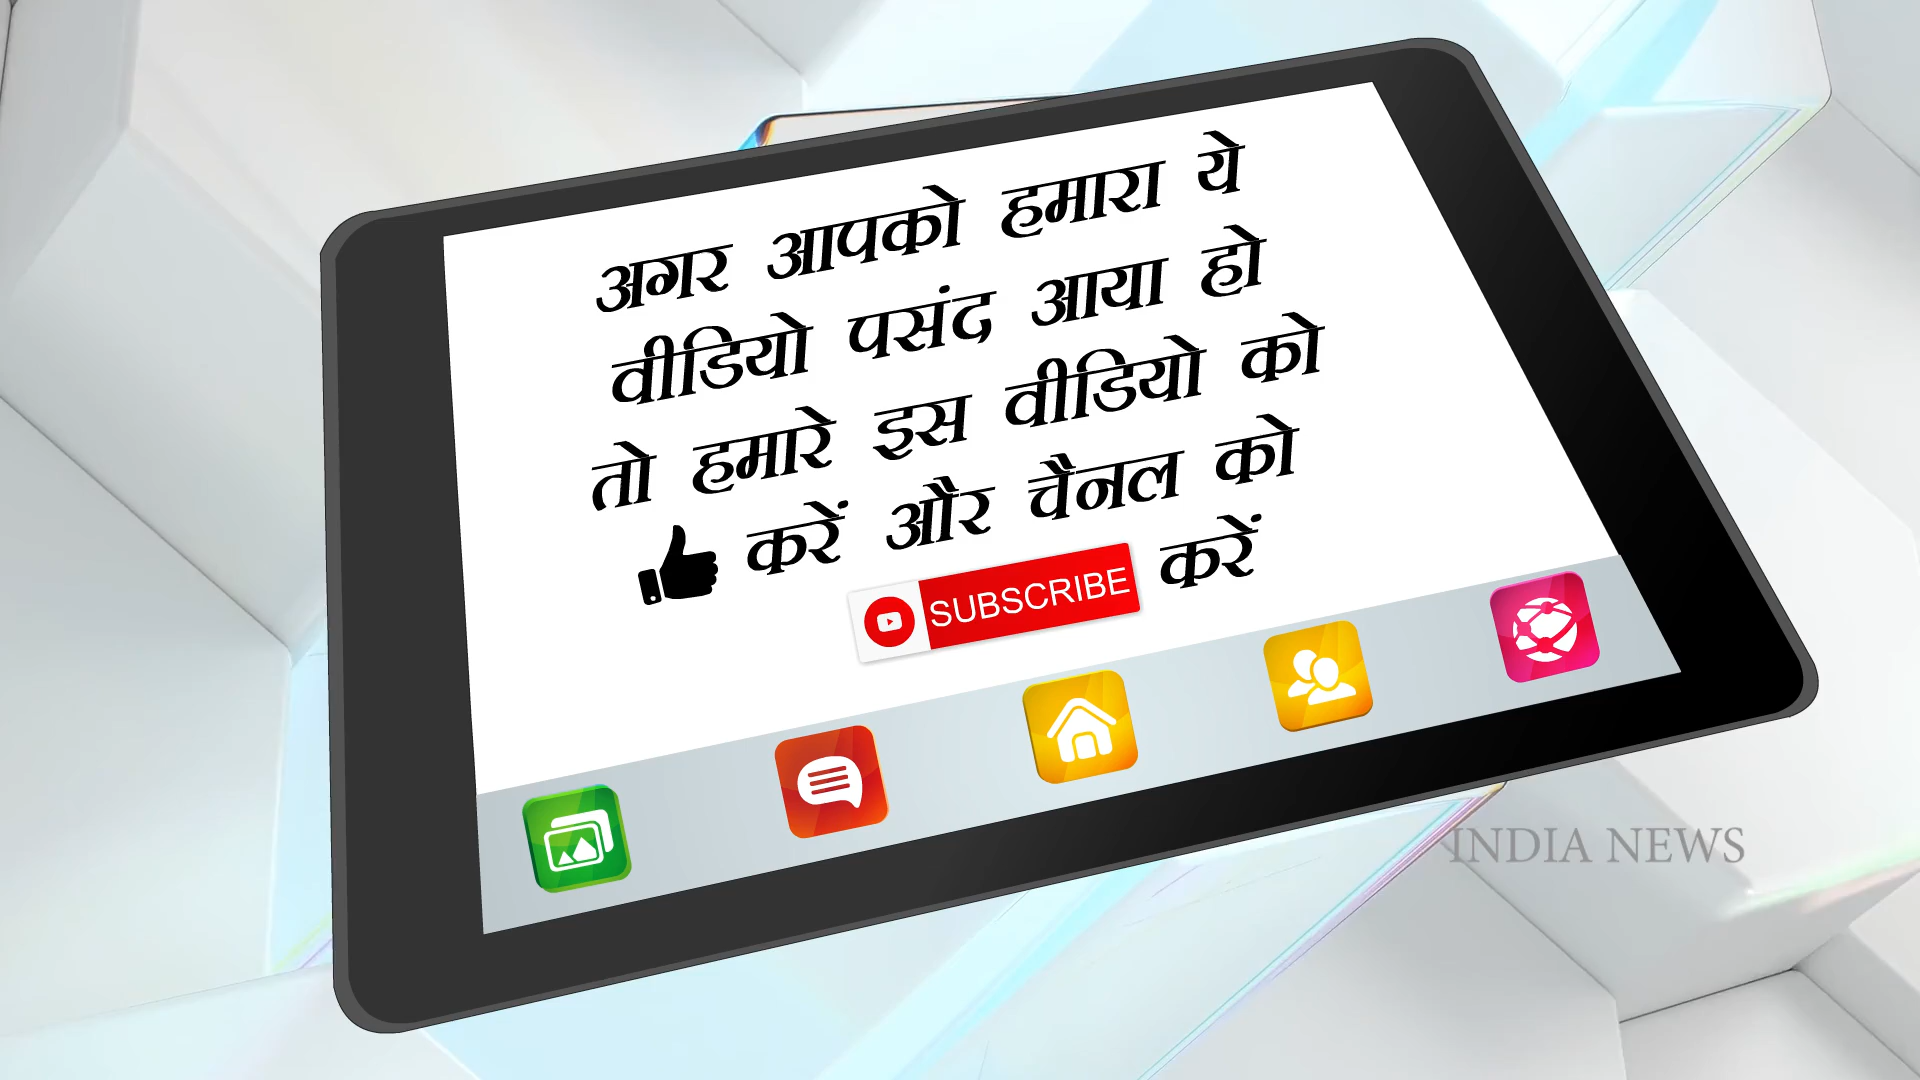 अगर आपको हमारा ये
वीडियो पसंद आया हो
तो हमारे इस वीडियो को
करें और चैनल को
SUBSCRIBE करें
INDIA NEWS